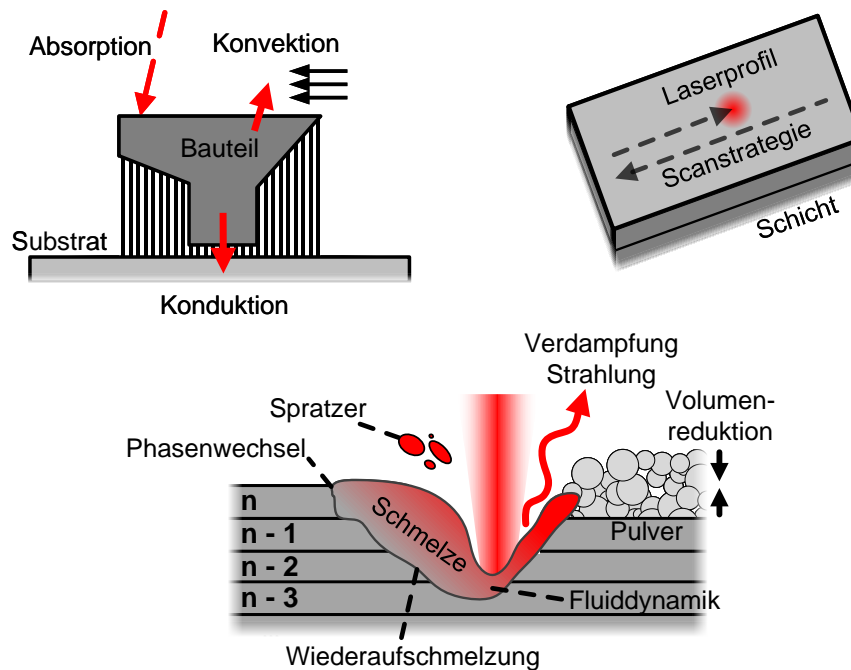 Absorption
Konvektion
Bauteil
Substrat
Konduktion
Laserprofil
Scanstrategie
Schicht
Verdampfung
Strahlung
Spratzer
Volumen-
reduktion
Phasenwechsel
n
Schmelze
n - 1
Pulver
n - 2
n - 3
Fluiddynamik
Wiederaufschmelzung